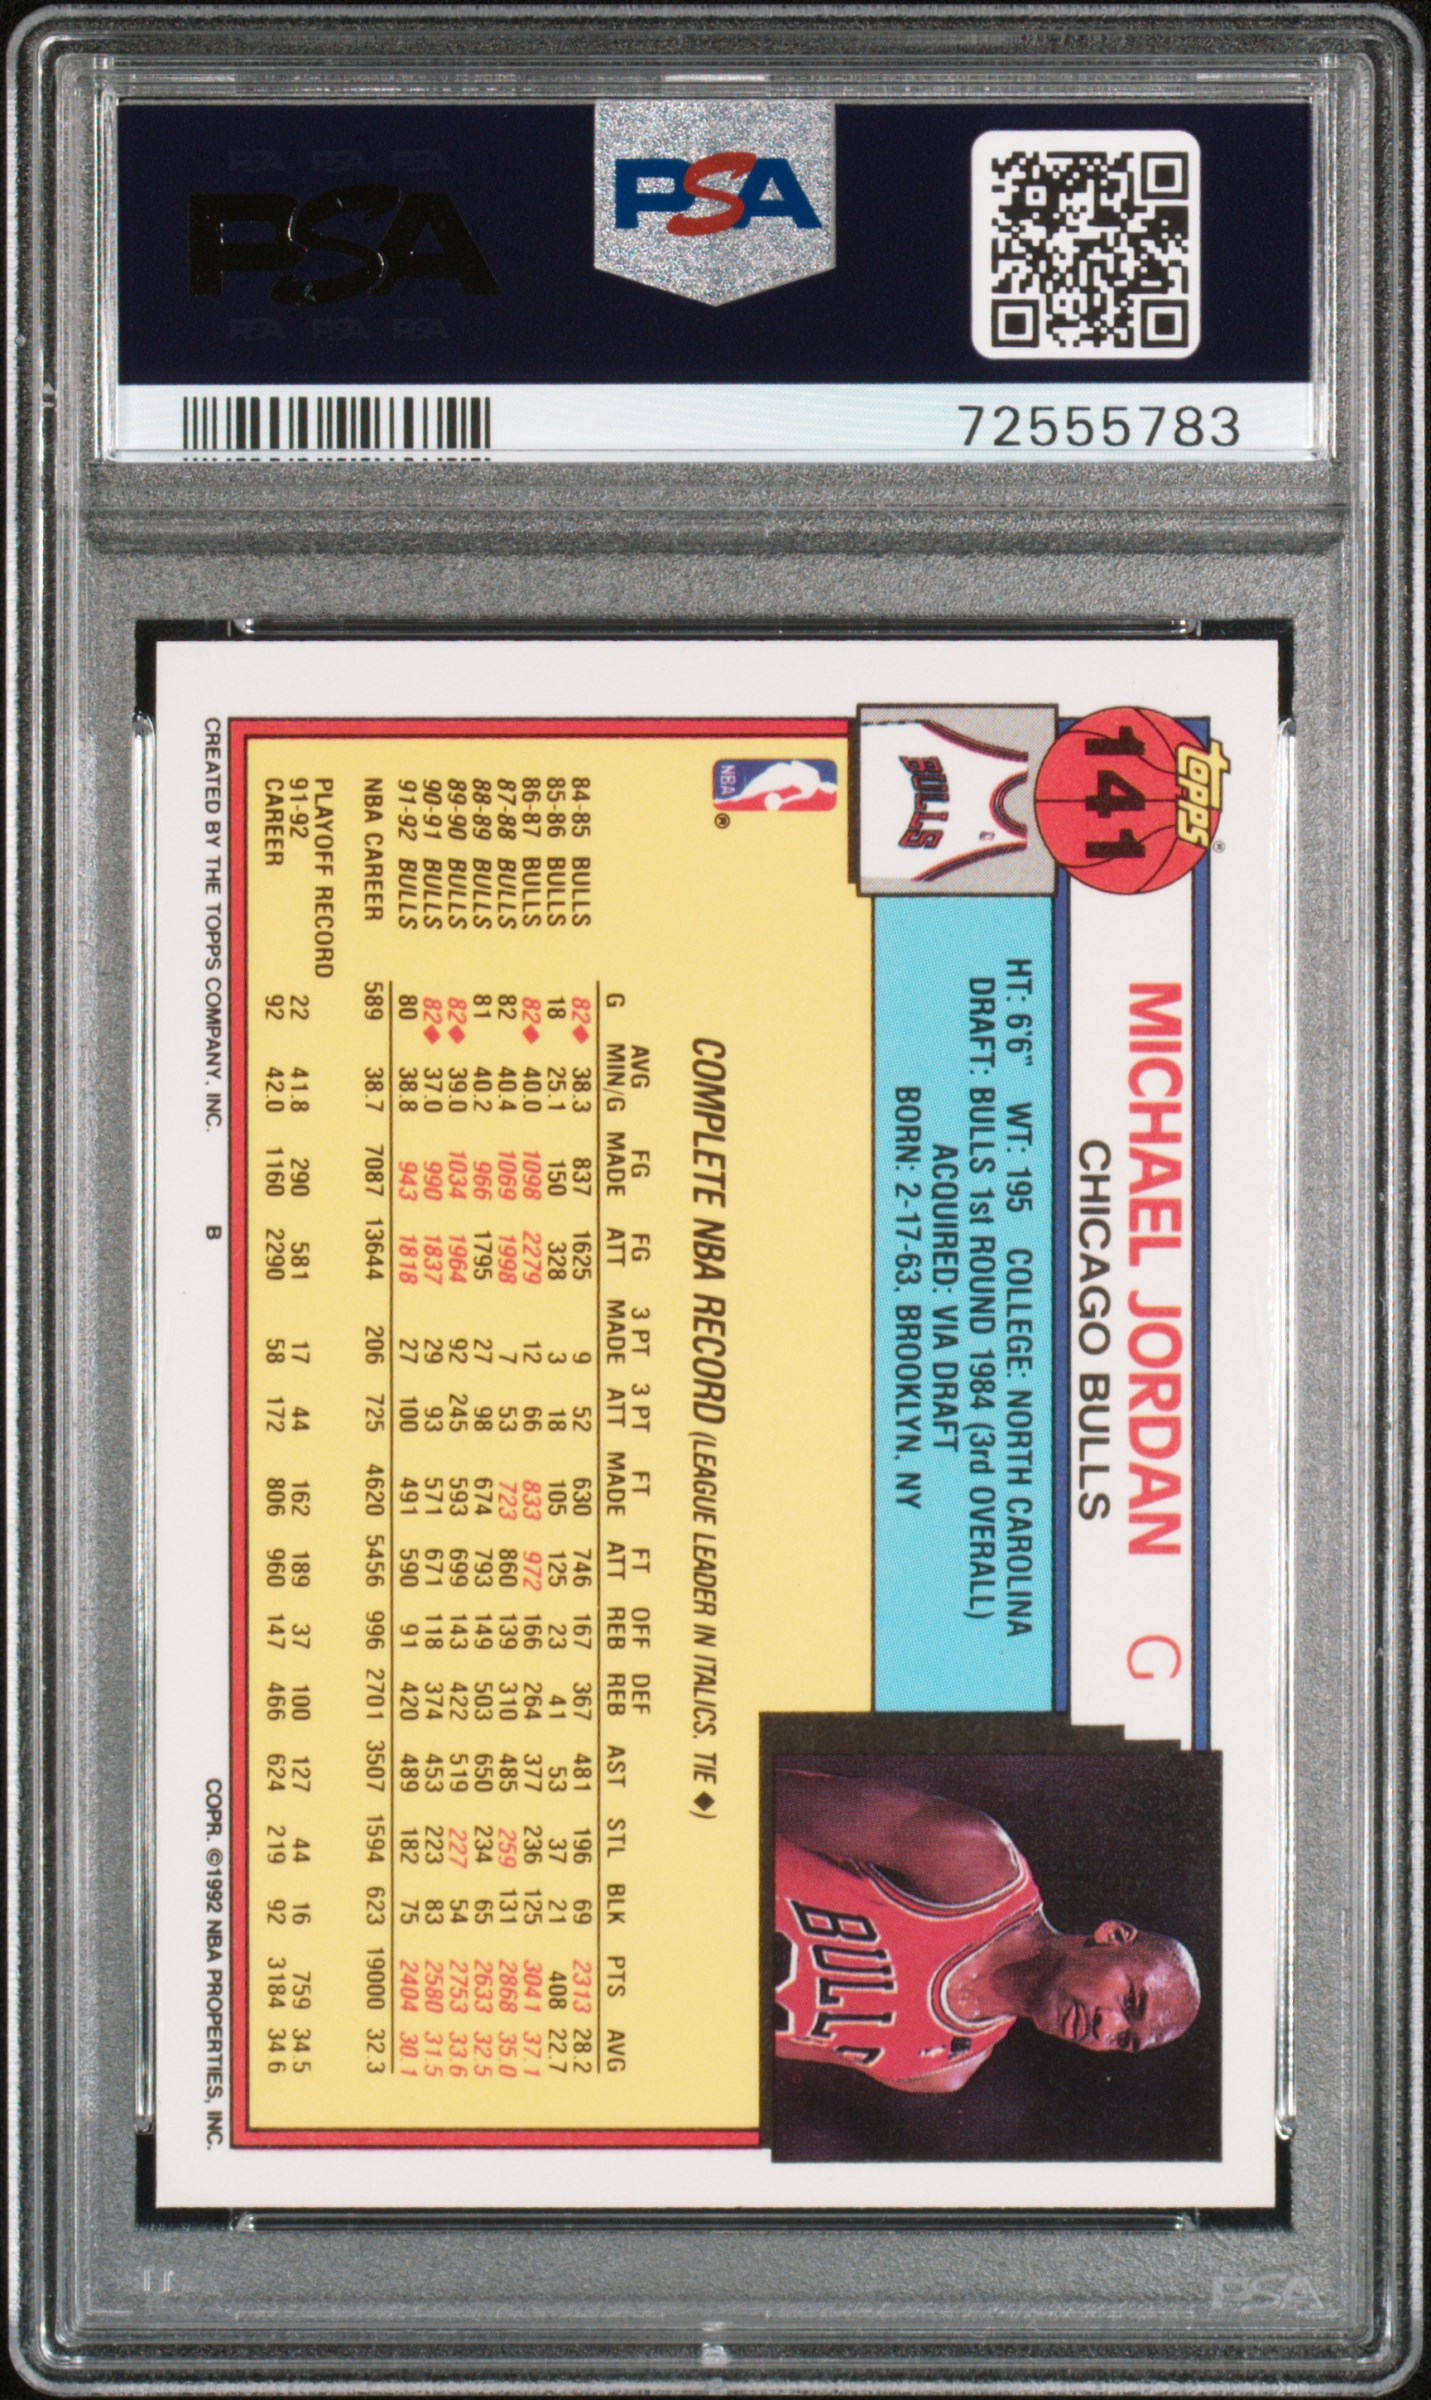 PSA PSA PSA
PSA
PSA PSA PSA
PSA
72555783
topps®
141
BULLS
MICHAEL JORDAN G
CHICAGO BULLS
HT: 6'6" WT: 195 COLLEGE: NORTH CAROLINA
DRAFT: BULLS 1st ROUND 1984 (3rd OVERALL)
ACQUIRED: VIA DRAFT
BORN: 2-17-63, BROOKLYN, NY
BULLS
NBA ®
COMPLETE NBA RECORD (LEAGUE LEADER IN ITALICS. TIE ◆)
AVG FG FG 3 PT 3 PT FT FT OFF DEF
G MIN/G MADE ATT MADE ATT MADE ATT REB REB AST STL BLK PTS AVG
84-85 BULLS 82◆ 38.3 837 1625 9 52 630 746 167 367 481 196 69 2313 28.2
85-86 BULLS 18 25.1 150 328 3 18 105 125 23 41 53 37 21 408 22.7
86-87 BULLS 82◆ 40.0 1098 2279 12 66 833 972 166 264 377 236 125 3041 37.1
87-88 BULLS 82 40.4 1069 1998 7 53 723 860 139 310 485 259 131 2868 35.0
88-89 BULLS 81 40.2 966 1795 27 98 674 793 149 503 650 234 65 2633 32.5
89-90 BULLS 82◆ 39.0 1034 1964 92 245 593 699 143 422 519 227 54 2753 33.6
90-91 BULLS 82◆ 37.0 990 1837 29 93 571 671 118 374 453 223 83 2580 31.5
91-92 BULLS 80 38.8 943 1818 27 100 491 590 91 420 489 182 75 2404 30.1
NBA CAREER 589 38.7 7087 13644 206 725 4620 5456 996 2701 3507 1594 623 19000 32.3
PLAYOFF RECORD
91-92 22 41.8 290 581 17 44 162 189 37 100 127 44 16 759 34.5
CAREER 92 42.0 1160 2290 58 172 806 960 147 466 624 219 92 3184 34.6
CREATED BY THE TOPPS COMPANY, INC. B COPR. ©1992 NBA PROPERTIES, INC.
PSA